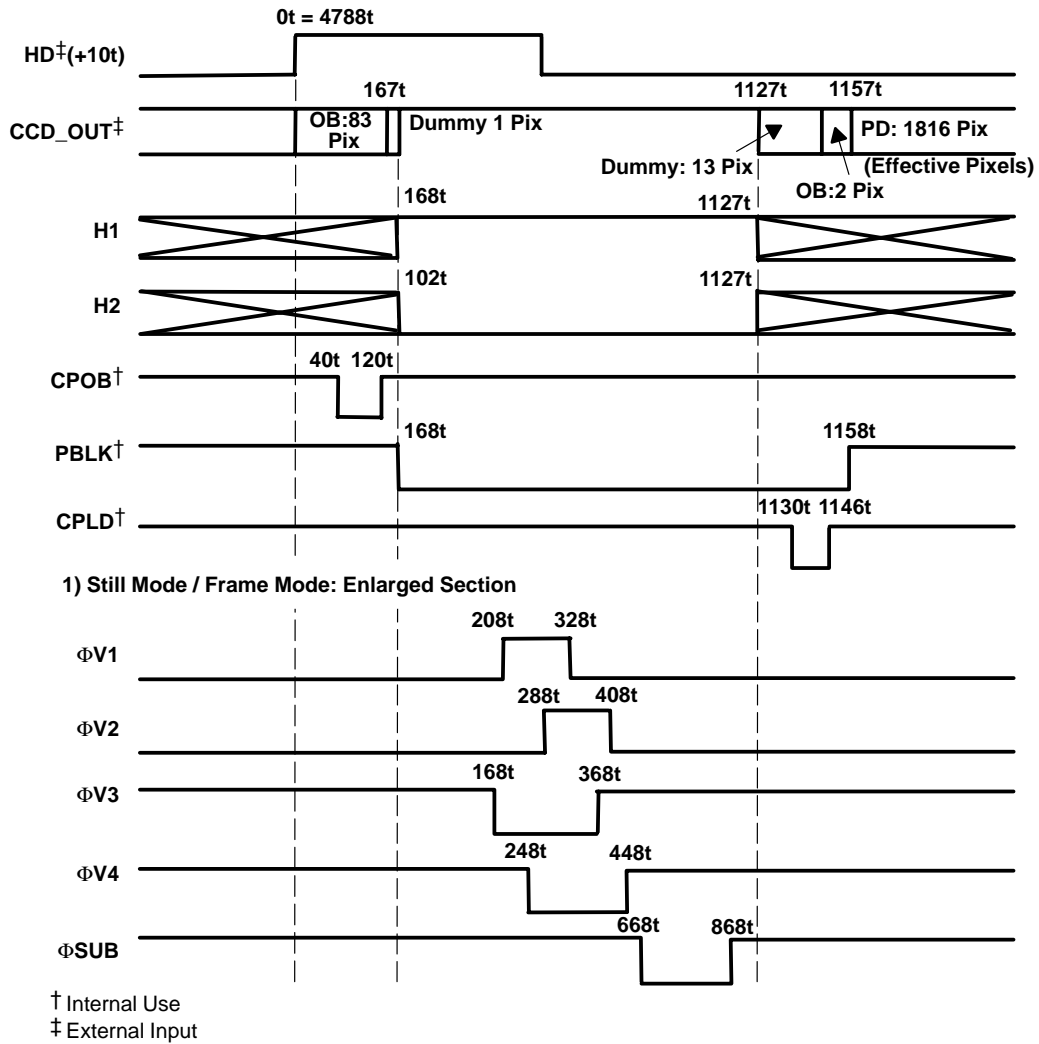 0t = 4788t
HD‡(+10t)
167t
1127t
1157t
CCD_OUT‡
OB:83
Pix
Dummy 1 Pix
PD: 1816 Pix
Dummy: 13 Pix
(Effective Pixels)
OB:2 Pix
168t
1127t
H1
102t
1127t
H2
40t 120t
CPOB†
168t
1158t
PBLK†
1130t 1146t
CPLD†
1) Still Mode / Frame Mode: Enlarged Section
208t 328t
ΦV1
288t 408t
ΦV2
168t 368t
ΦV3
248t 448t
ΦV4
668t 868t
ΦSUB
† Internal Use
‡ External Input